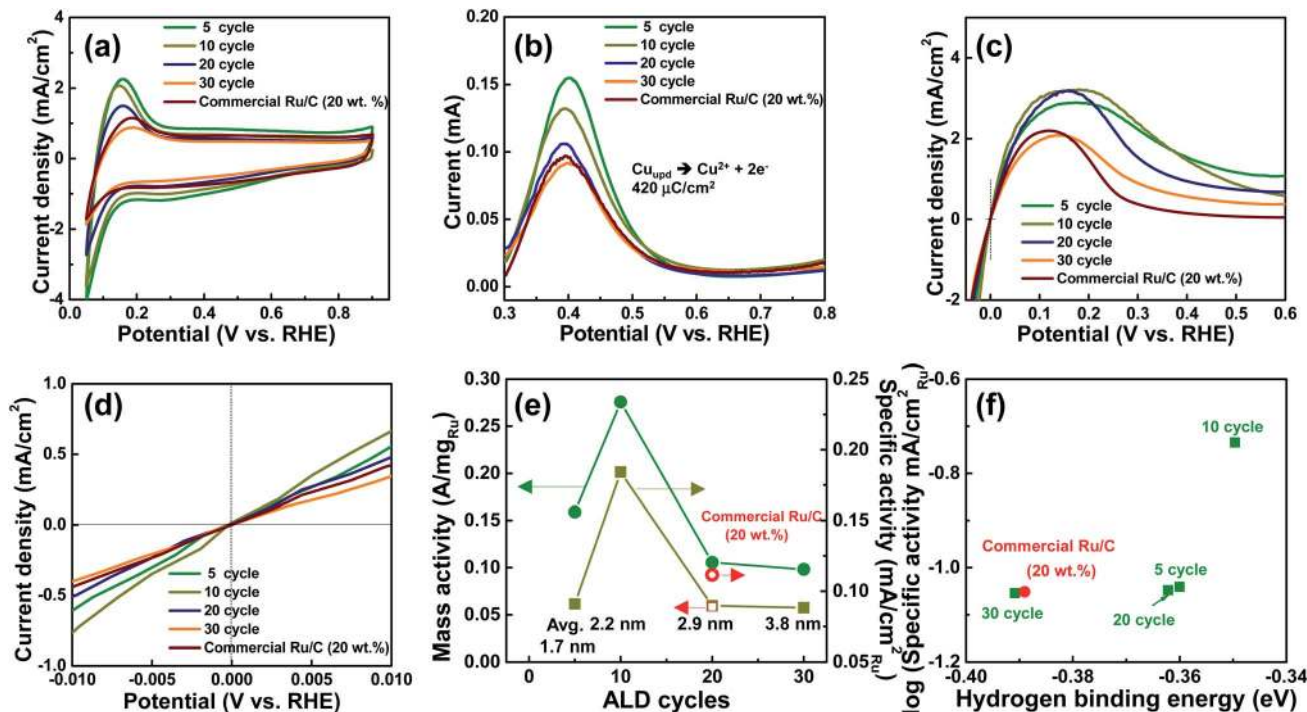 (a)
5 cycle
10 cycle
20 cycle
30 cycle
Commercial Ru/C (20 wt. %)
Current density (mA/cm²)
4
2
0
-2
-4
0.0 0.2 0.4 0.6 0.8
Potential (V vs. RHE)
(b)
5 cycle
10 cycle
20 cycle
30 cycle
Commercial Ru/C (20 wt. %)
Cu_upd → Cu²⁺ + 2e⁻
420 µC/cm²
Current (mA)
0.20
0.15
0.10
0.05
0.00
0.3 0.4 0.5 0.6 0.7 0.8
Potential (V vs. RHE)
(c)
5 cycle
10 cycle
20 cycle
30 cycle
Commercial Ru/C (20 wt.%)
Current density (mA/cm²)
4
2
0
-2
0.0 0.1 0.2 0.3 0.4 0.5 0.6
Potential (V vs. RHE)
(d)
5 cycle
10 cycle
20 cycle
30 cycle
Commercial Ru/C (20 wt.%)
Current density (mA/cm²)
1.0
0.5
0.0
-0.5
-1.0
-0.010 -0.005 0.000 0.005 0.010
Potential (V vs. RHE)
(e)
Commercial Ru/C
(20 wt.%)
Avg. 2.2 nm 2.9 nm 3.8 nm
1.7 nm
Mass activity (A/mg_Ru)
0.30
0.25
0.20
0.15
0.10
0.05
0.00
0 10 20 30
ALD cycles
0.25
0.20
0.15
0.10
0.05
Specific activity (mA/cm²_Ru)
(f)
10 cycle
Commercial Ru/C
(20 wt.%)
5 cycle
30 cycle
20 cycle
log (Specific activity mA/cm²_Ru)
-0.6
-0.8
-1.0
-1.2
-0.40 -0.38 -0.36 -0.34
Hydrogen binding energy (eV)